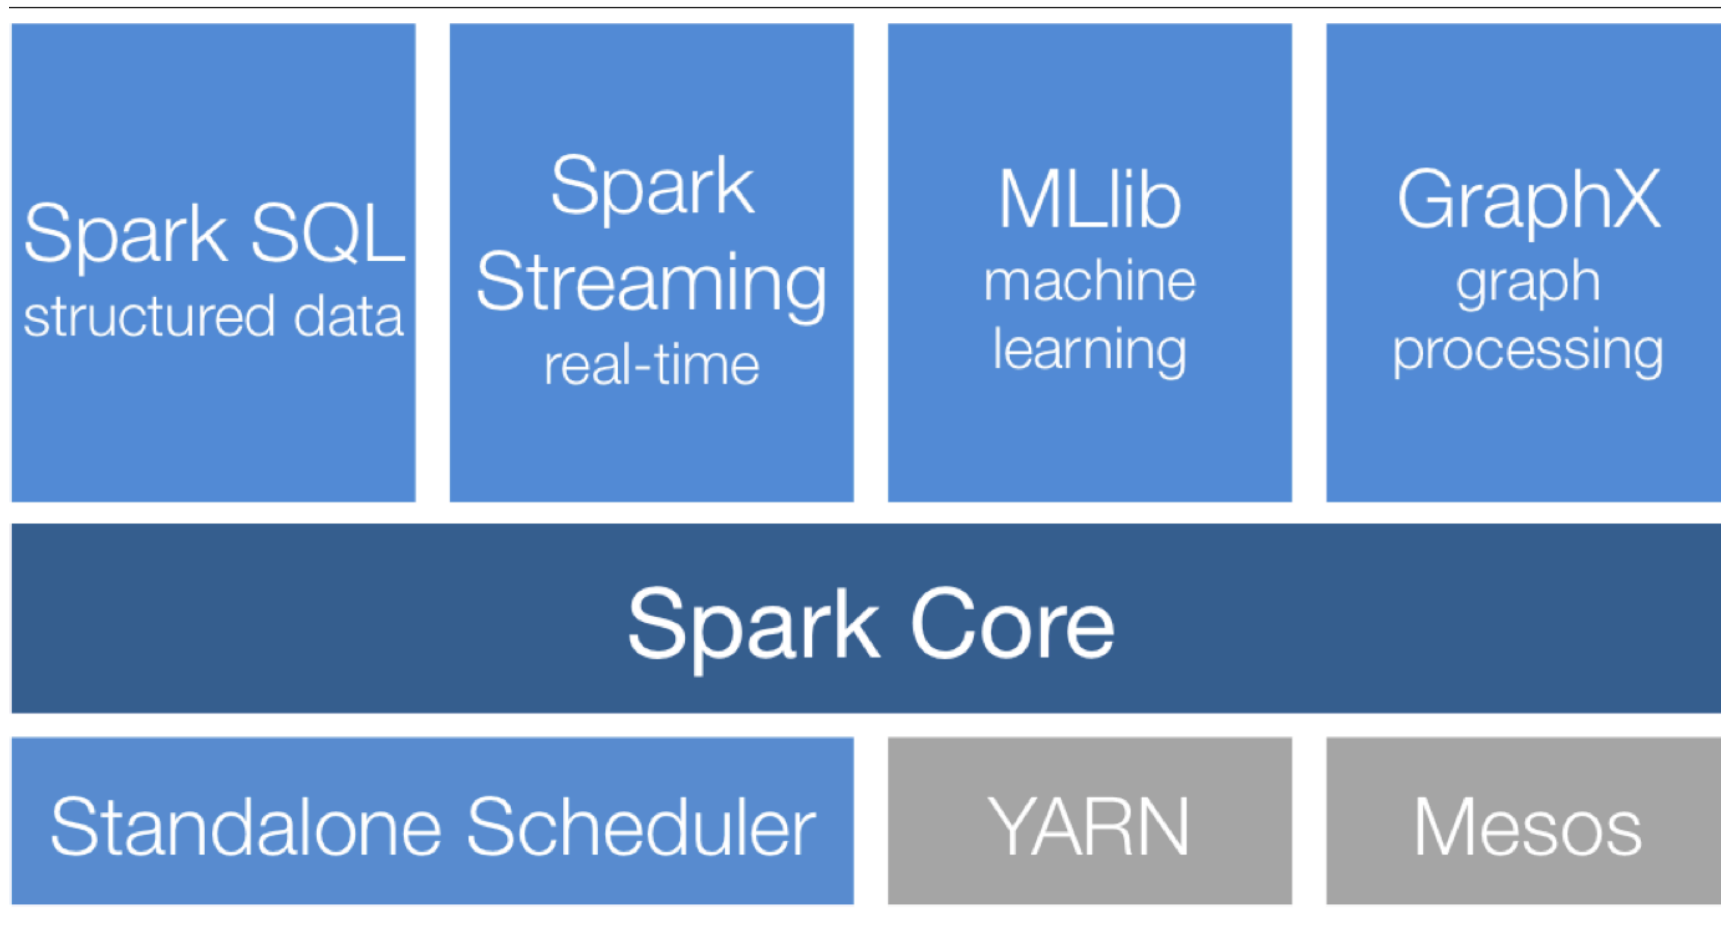 Spark SQL
structured data
Spark
Streaming
real-time
MLlib
machine
learning
GraphX
graph
processing
Spark Core
Standalone Scheduler
YARN
Mesos